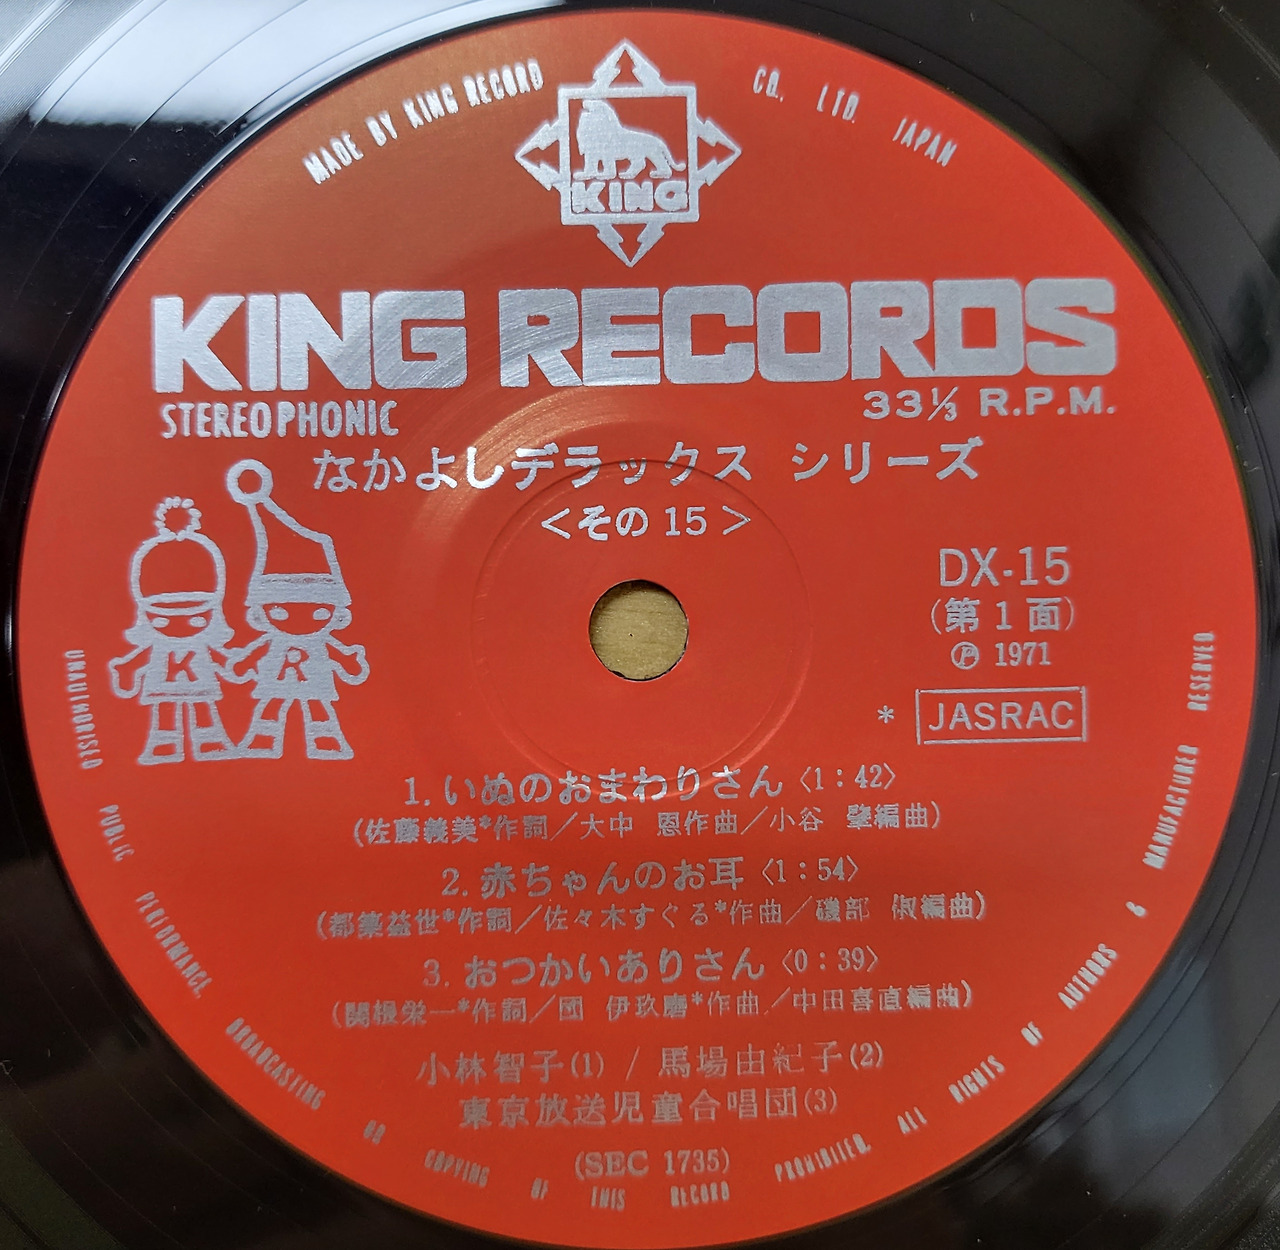 MADE BY KING RECORD CO., LTD. JAPAN
KING
KING RECORDS
STEREOPHONIC
33⅓ R.P.M.
なかよしデラックス シリーズ
<その 15 >
DX-15
(第 1 面)
Ⓟ 1971
* JASRAC
K R
1. いぬのおまわりさん 〈1:42〉
(佐藤義美*作詞/大中 恩作曲/小谷 肇編曲)
2. 赤ちゃんのお耳 〈1:54〉
(都築益世*作詞/佐々木すぐる*作曲/磯部 俶編曲)
3. おつかいありさん 〈0:39〉
(関根栄一*作詞/団 伊玖磨*作曲/中田喜直編曲)
小林智子(1) / 馬場由紀子(2)
東京放送児童合唱団(3)
(SEC 1735)
UNAUTHORISED PUBLIC PERFORMANCE, BROADCASTING OR COPYING OF THIS RECORD PROHIBITED. ALL RIGHTS OF AUTHORS & MANUFACTURER RESERVED.